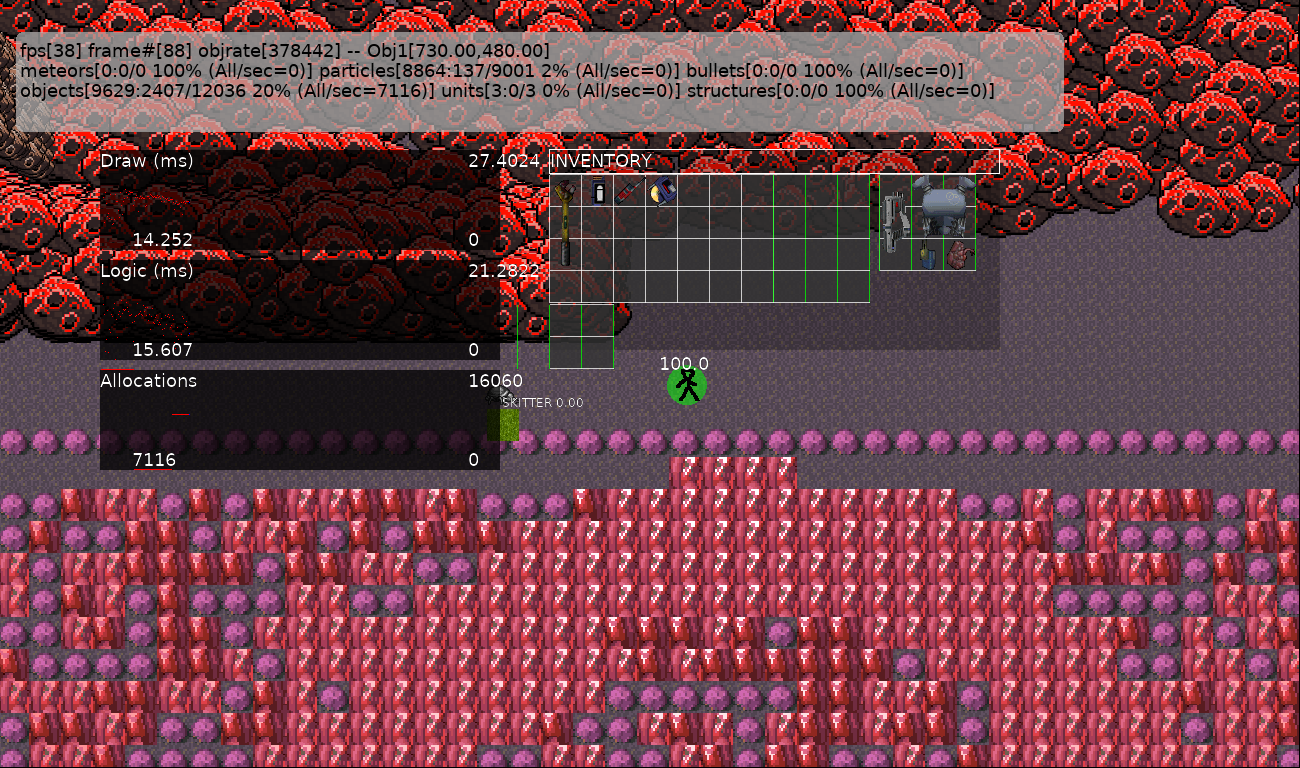 fps[38] frame#[88] objrate[378442] -- Obj1[730.00,480.00]
meteors[0:0/0 100% (All/sec=0)] particles[8864:137/9001 2% (All/sec=0)] bullets[0:0/0 100% (All/sec=0)]
objects[9629:2407/12036 20% (All/sec=7116)] units[3:0/3 0% (All/sec=0)] structures[0:0/0 100% (All/sec=0)]
Draw (ms) 27.4024
14.252 0
INVENTORY
Logic (ms) 21.2822
15.607 0
Allocations 16060
7116 0
100.0
SKITTER 0.00